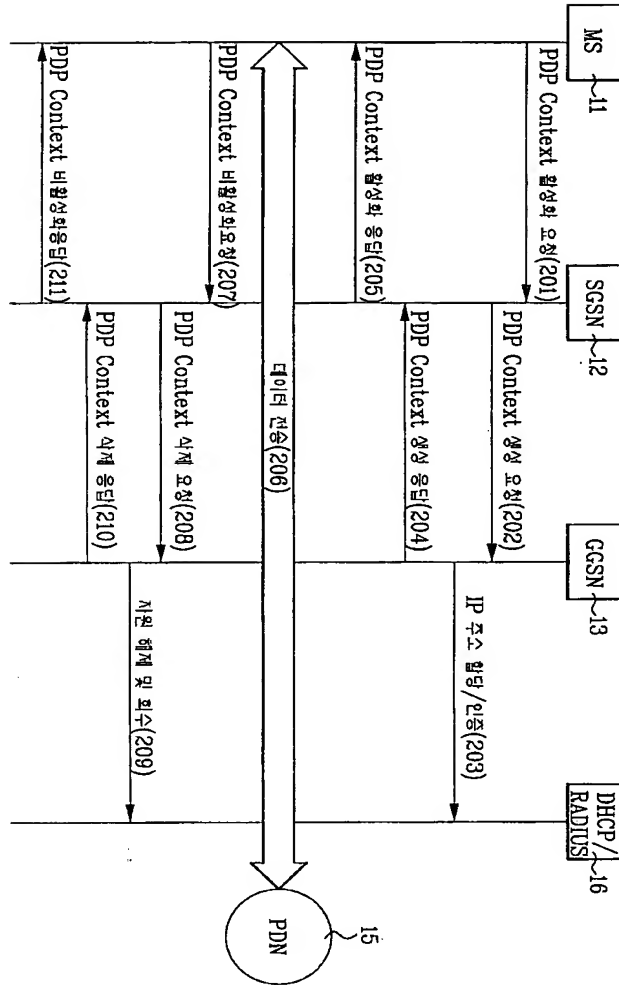 MS
11
SGSN
12
GGSN
13
DHCP/
RADIUS
16
PDP Context 활성화 요청(201)
PDP Context 생성 요청(202)
IP 주소 할당/인증(203)
PDP Context 생성 응답(204)
PDP Context 활성화 응답(205)
데이터 전송(206)
PDN
15
PDP Context 비활성화요청(207)
PDP Context 삭제 요청(208)
자원 해제 및 회수(209)
PDP Context 삭제 응답(210)
PDP Context 비활성화응답(211)